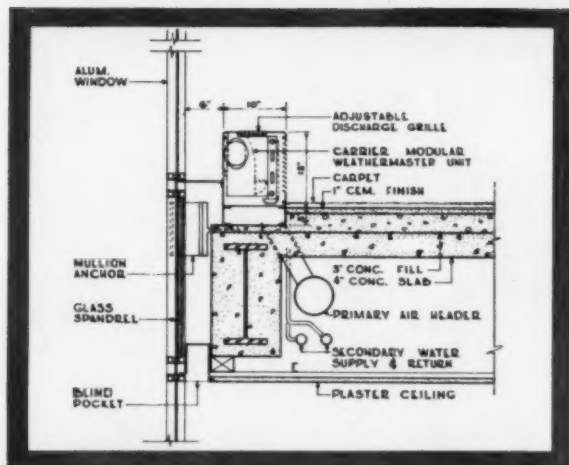 ALUM.
WINDOW
6"
10"
ADJUSTABLE
DISCHARGE GRILLE
CARRIER MODULAR
WEATHERMASTER UNIT
CARPET
1" CEM. FINISH
MULLION
ANCHOR
3" CONC. FILL
4" CONC. SLAB
GLASS
SPANDREL
PRIMARY AIR HEADER
SECONDARY WATER
SUPPLY & RETURN
BLIND
POCKET
PLASTER CEILING